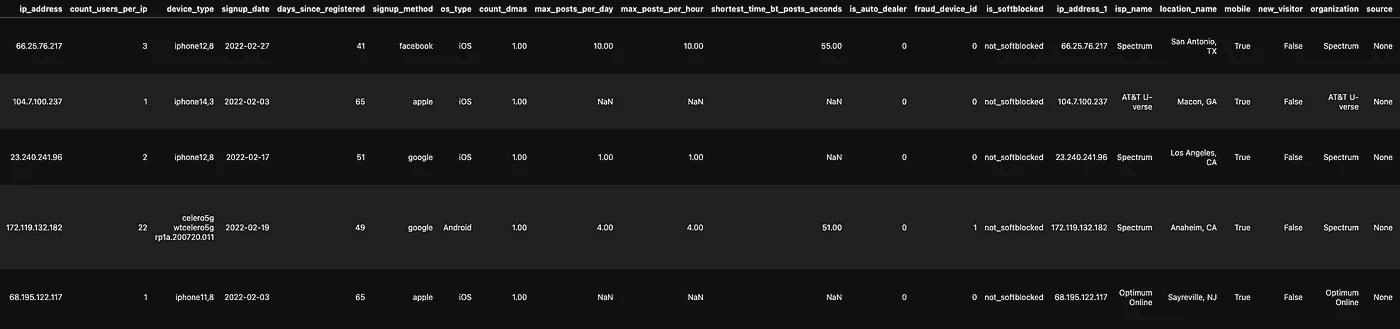 ip_address count_users_per_ip device_type signup_date days_since_registered signup_method os_type count_dmas max_posts_per_day max_posts_per_hour shortest_time_bt_posts_seconds is_auto_dealer fraud_device_id is_softblocked ip_address_1 isp_name location_name mobile new_visitor organization source
66.25.76.217 3 iphone12,8 2022-02-27 41 facebook iOS 1.00 10.00 10.00 55.00 0 0 not_softblocked 66.25.76.217 Spectrum San Antonio, TX True False Spectrum None
104.7.100.237 1 iphone14,3 2022-02-03 65 apple iOS 1.00 NaN NaN NaN 0 0 not_softblocked 104.7.100.237 AT&T U-verse Macon, GA True False AT&T U-verse None
23.240.241.96 2 iphone12,8 2022-02-17 51 google iOS 1.00 1.00 1.00 NaN 0 0 not_softblocked 23.240.241.96 Spectrum Los Angeles, CA True False Spectrum None
172.119.132.182 22 celero5g wtcelero5g rp1a.200720.011 2022-02-19 49 google Android 1.00 4.00 4.00 51.00 0 1 not_softblocked 172.119.132.182 Spectrum Anaheim, CA True False Spectrum None
68.195.122.117 1 iphone11,8 2022-02-03 65 apple iOS 1.00 NaN NaN NaN 0 0 not_softblocked 68.195.122.117 Optimum Online Sayreville, NJ True False Optimum Online None